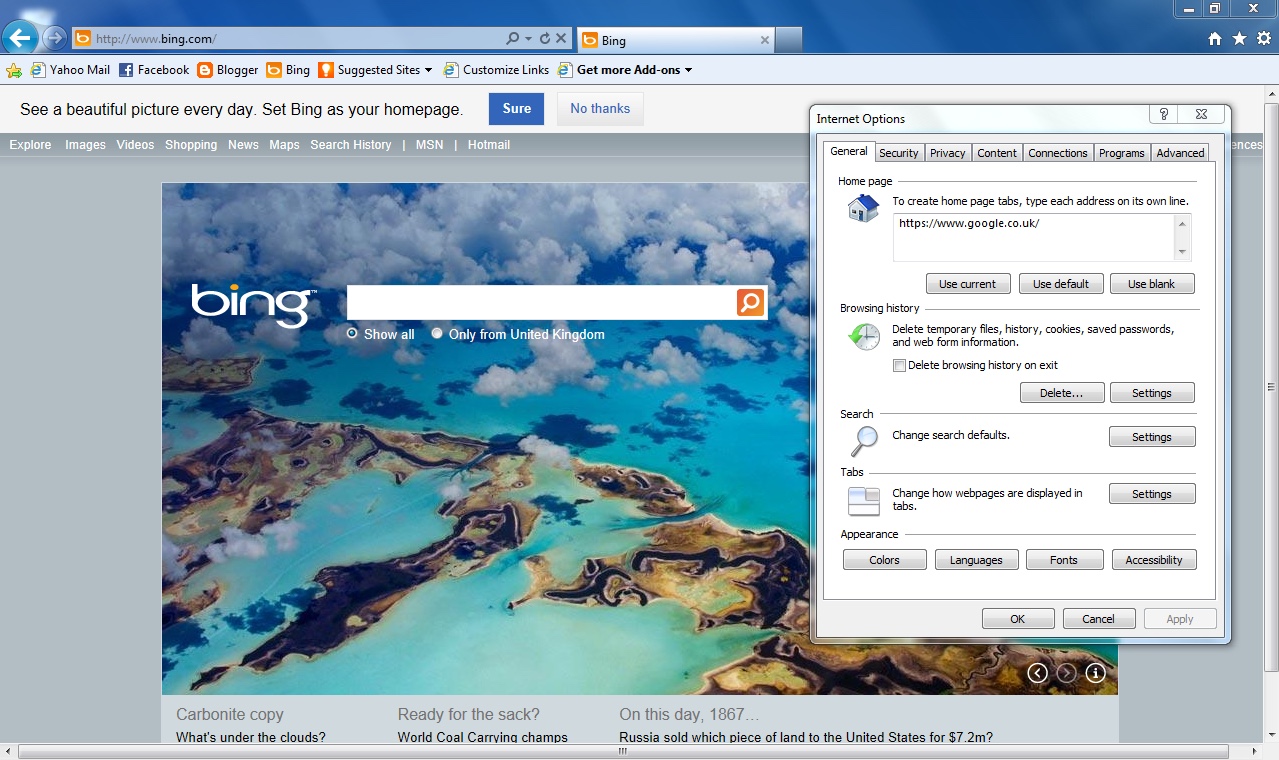 http://www.bing.com/
Bing
Yahoo Mail Facebook Blogger Bing Suggested Sites Customize Links Get more Add-ons
See a beautiful picture every day. Set Bing as your homepage. Sure No thanks
Explore Images Videos Shopping News Maps Search History | MSN | Hotmail
bing™
Show all Only from United Kingdom
Internet Options
General Security Privacy Content Connections Programs Advanced
Home page
To create home page tabs, type each address on its own line.
https://www.google.co.uk/
Use current Use default Use blank
Browsing history
Delete temporary files, history, cookies, saved passwords,
and web form information.
Delete browsing history on exit
Delete... Settings
Search
Change search defaults. Settings
Tabs
Change how webpages are displayed in Settings
tabs.
Appearance
Colors Languages Fonts Accessibility
OK Cancel Apply
Carbonite copy Ready for the sack? On this day, 1867…
What's under the clouds? World Coal Carrying champs Russia sold which piece of land to the United States for $7.2m?